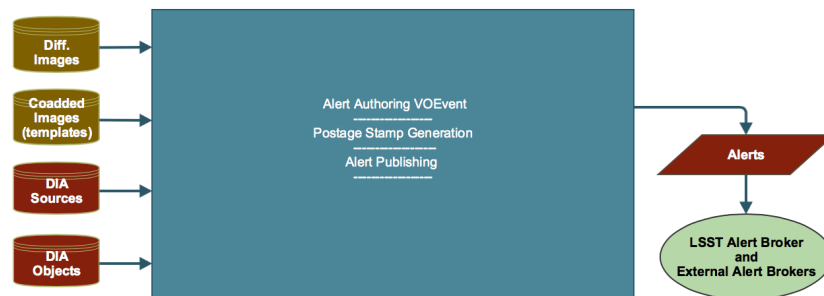 Diff.
Images
Coadded
Images
(templates)
DIA
Sources
DIA
Objects
Alert Authoring VOEvent
-------------------
Postage Stamp Generation
-------------------
Alert Publishing
-------------------
Alerts
LSST Alert Broker
and
External Alert Brokers